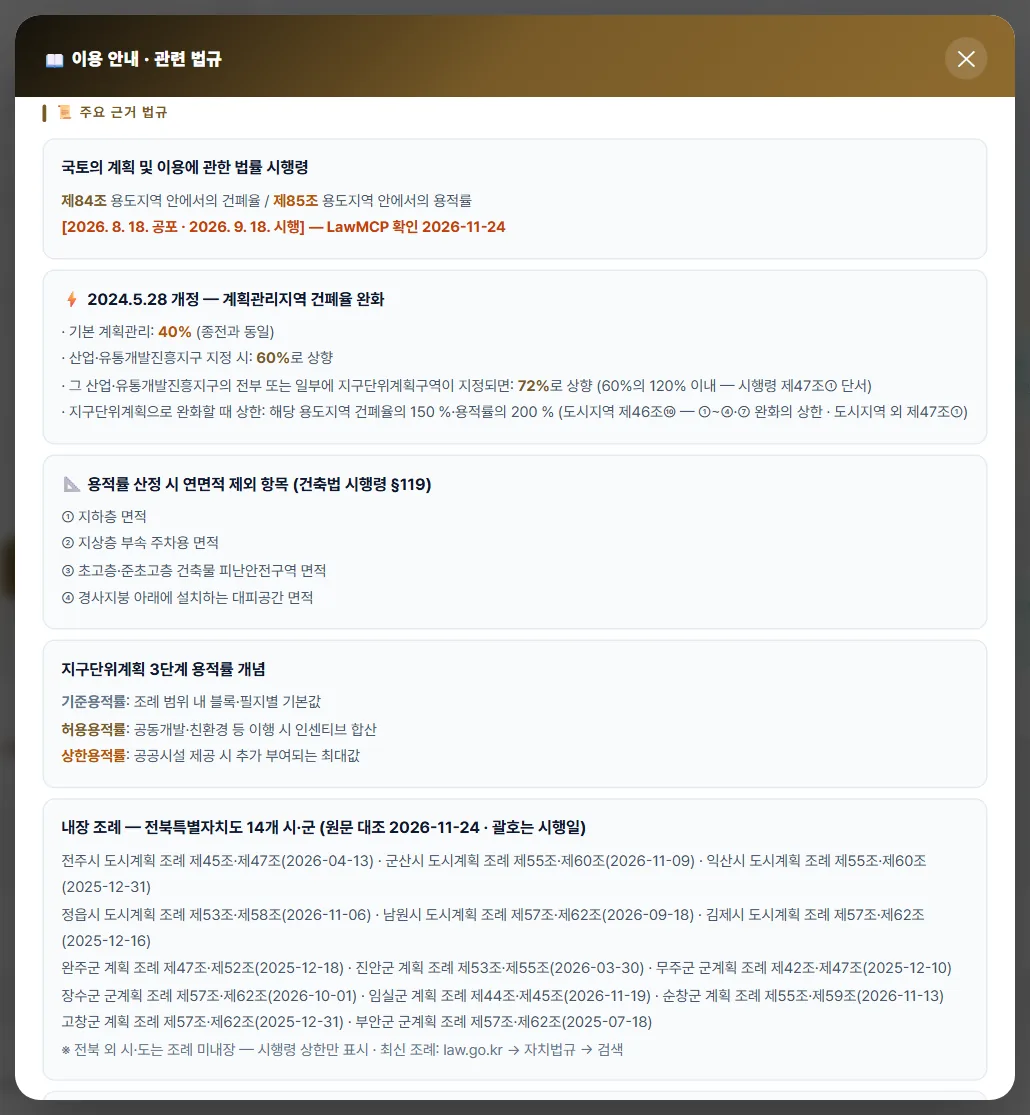 📖 이용 안내 · 관련 법규
📜 주요 근거 법규
국토의 계획 및 이용에 관한 법률 시행령
제84조 용도지역 안에서의 건폐율 / 제85조 용도지역 안에서의 용적률
[2026. 8. 18. 공포 · 2026. 9. 18. 시행] — LawMCP 확인 2026-11-24
⚡ 2024.5.28 개정 — 계획관리지역 건폐율 완화
· 기본 계획관리: 40% (종전과 동일)
· 산업·유통개발진흥지구 지정 시: 60%로 상향
· 그 산업·유통개발진흥지구의 전부 또는 일부에 지구단위계획구역이 지정되면: 72%로 상향 (60%의 120% 이내 — 시행령 제47조① 단서)
· 지구단위계획으로 완화할 때 상한: 해당 용도지역 건폐율의 150 %·용적률의 200 % (도시지역 제46조⑩ — ①~④·⑦ 완화의 상한 · 도시지역 외 제47조①)
📐 용적률 산정 시 연면적 제외 항목 (건축법 시행령 §119)
① 지하층 면적
② 지상층 부속 주차용 면적
③ 초고층·준초고층 건축물 피난안전구역 면적
④ 경사지붕 아래에 설치하는 대피공간 면적
지구단위계획 3단계 용적률 개념
기준용적률: 조례 범위 내 블록·필지별 기본값
허용용적률: 공동개발·친환경 등 이행 시 인센티브 합산
상한용적률: 공공시설 제공 시 추가 부여되는 최대값
내장 조례 — 전북특별자치도 14개 시·군 (원문 대조 2026-11-24 · 괄호는 시행일)
전주시 도시계획 조례 제45조·제47조(2026-04-13) · 군산시 도시계획 조례 제55조·제60조(2026-11-09) · 익산시 도시계획 조례 제55조·제60조
(2025-12-31)
정읍시 도시계획 조례 제53조·제58조(2026-11-06) · 남원시 도시계획 조례 제57조·제62조(2026-09-18) · 김제시 도시계획 조례 제57조·제62조
(2025-12-16)
완주군 계획 조례 제47조·제52조(2025-12-18) · 진안군 계획 조례 제53조·제55조(2026-03-30) · 무주군 군계획 조례 제42조·제47조(2025-12-10)
장수군 군계획 조례 제57조·제62조(2026-10-01) · 임실군 계획 조례 제44조·제45조(2026-11-19) · 순창군 계획 조례 제55조·제59조(2026-11-13)
고창군 계획 조례 제57조·제62조(2025-12-31) · 부안군 군계획 조례 제57조·제62조(2025-07-18)
※ 전북 외 시·도는 조례 미내장 — 시행령 상한만 표시 · 최신 조례: law.go.kr → 자치법규 → 검색